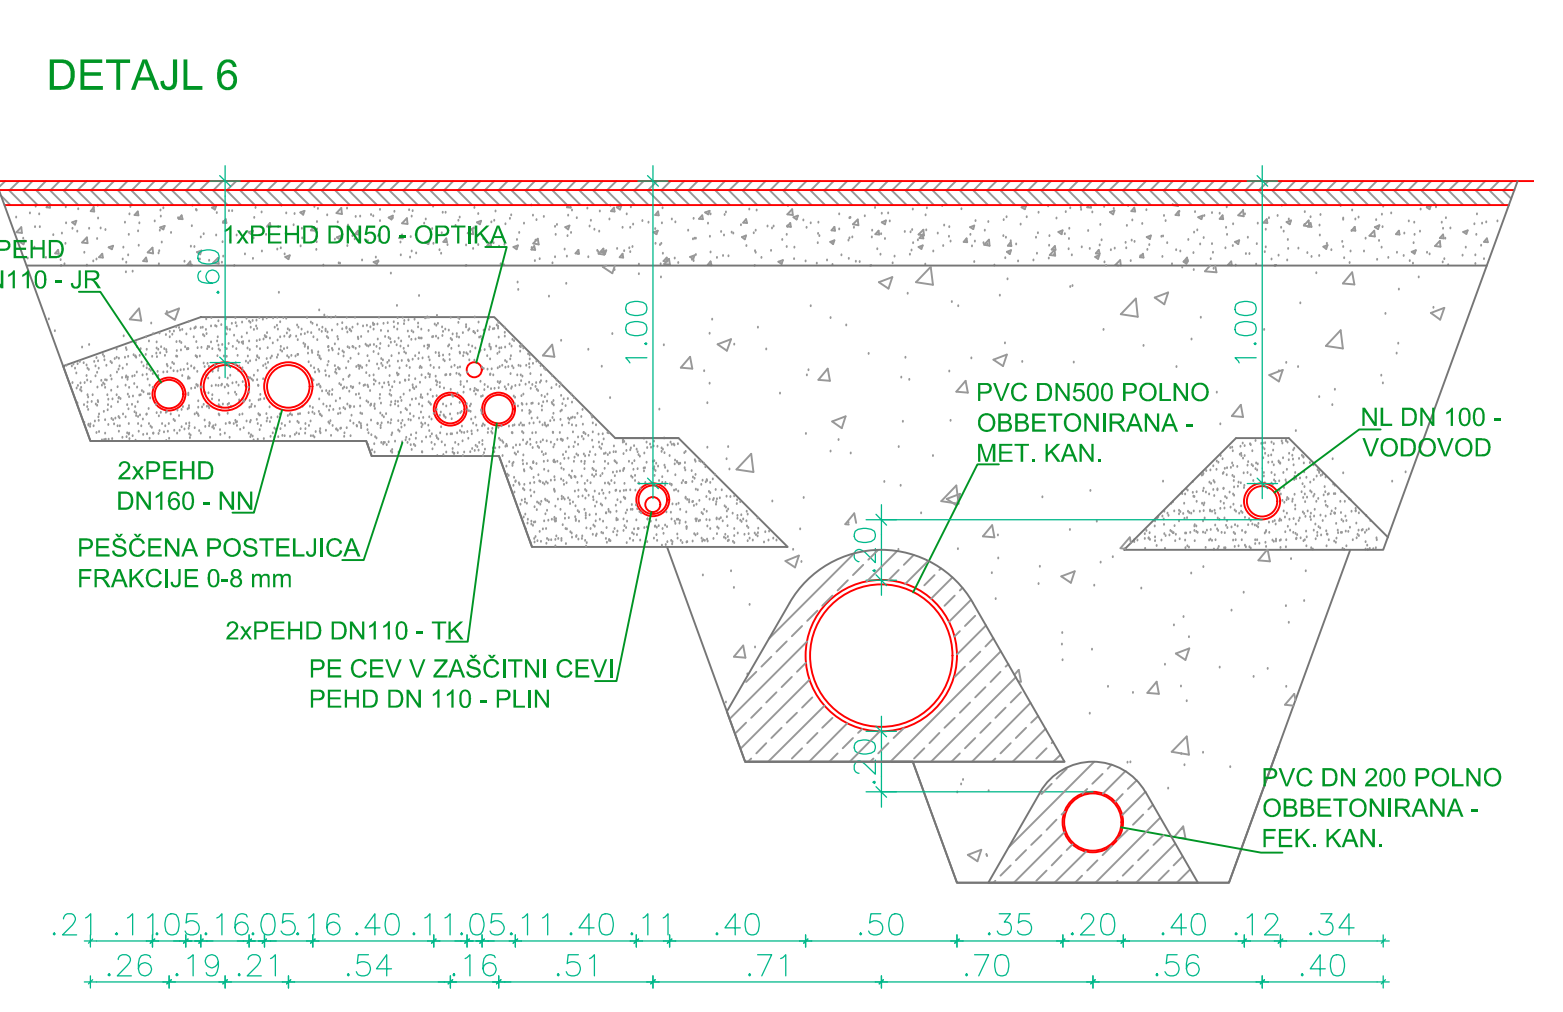 DETAJL 6
1xPEHD DN50 - OPTIKA
PEHD
110 - JR
.60
1.00
1.00
PVC DN500 POLNO
OBBETONIRANA -
MET. KAN.
NL DN 100 -
VODOVOD
2xPEHD
DN160 - NN
PEŠČENA POSTELJICA
FRAKCIJE 0-8 mm
.20
2xPEHD DN110 - TK
PE CEV V ZAŠČITNI CEVI
PEHD DN 110 - PLIN
.20
PVC DN 200 POLNO
OBBETONIRANA -
FEK. KAN.
.21 .11 .05 .16 .05 .16 .40 .11 .05 .11 .40 .11 .40 .50 .35 .20 .40 .12 .34
.26 .19 .21 .54 .16 .51 .71 .70 .56 .40